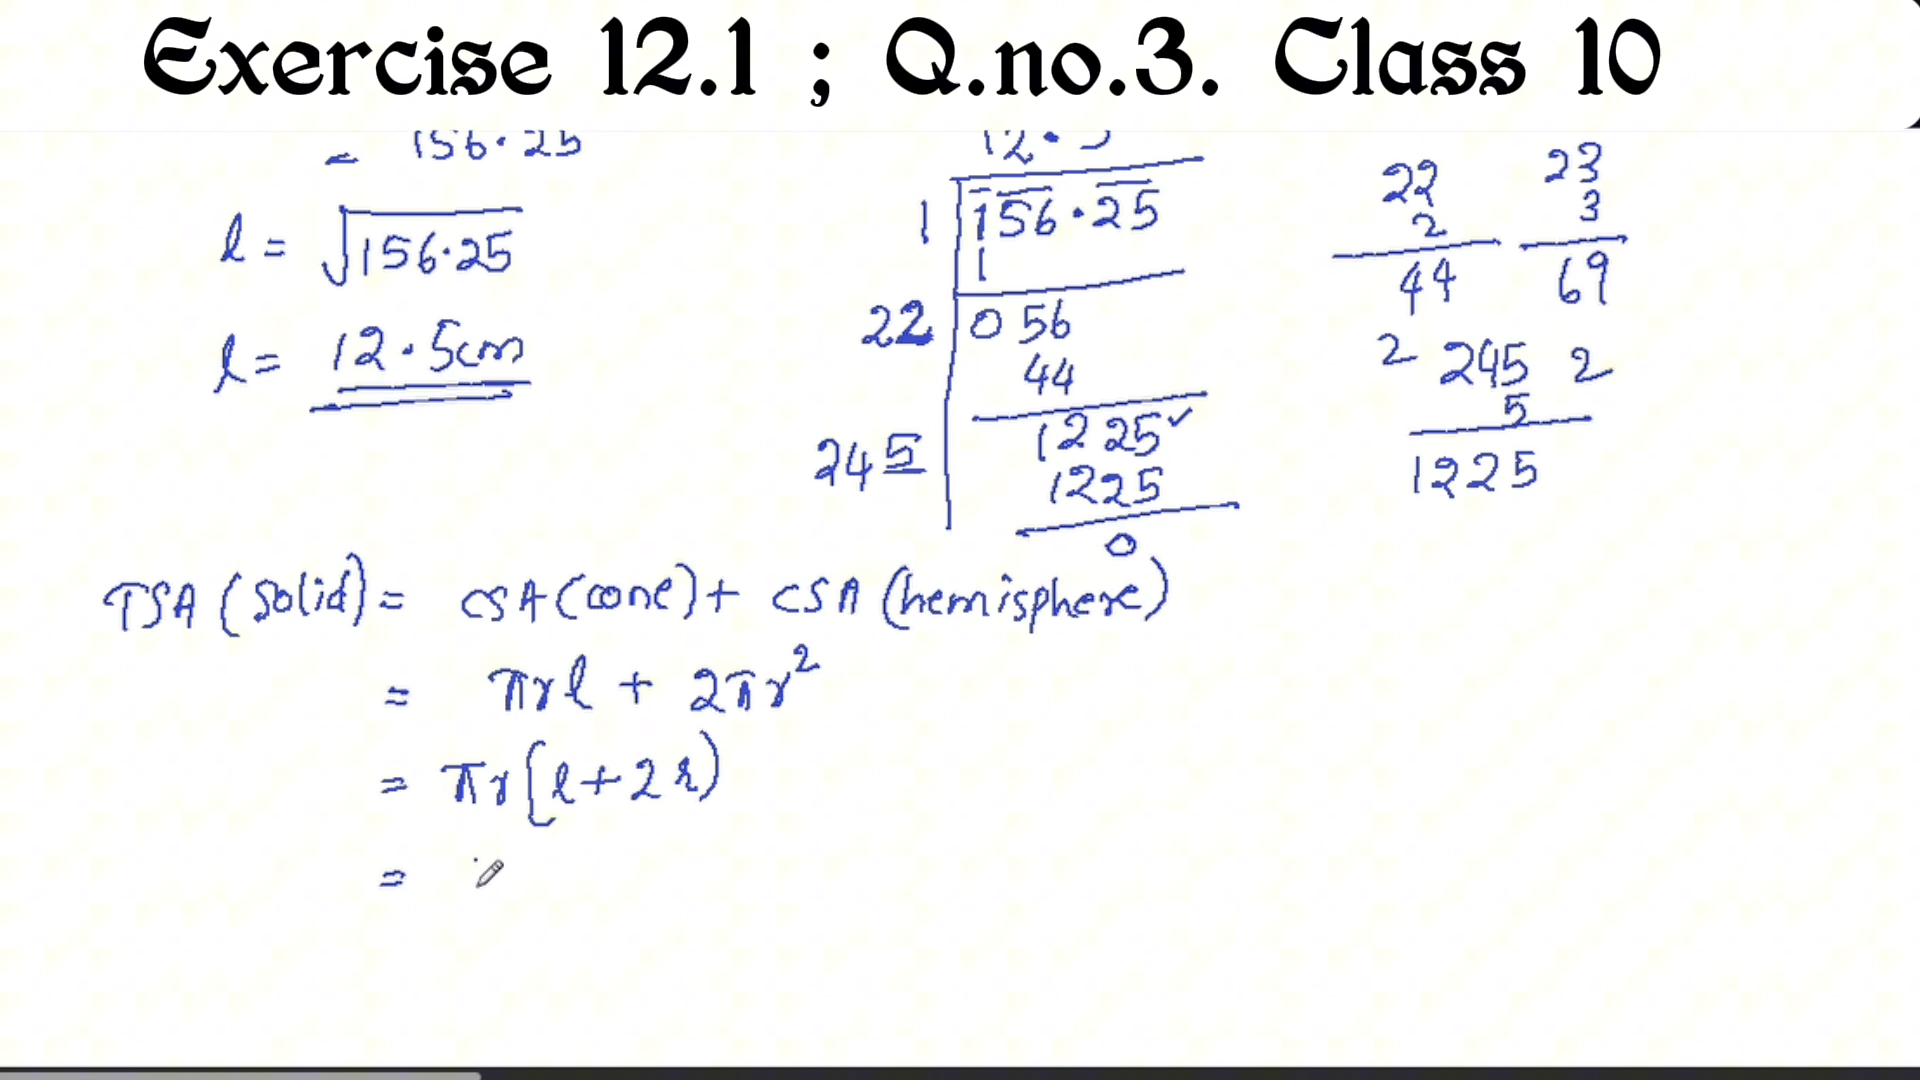 Exercise 12.1 ; Q.no.3. Class 10
= 156.25
l = √156.25
l = 12.5cm
12.5
1 156.25
1
22 056
44
245 1225✓
1225
0
22
2
44
23
3
69
2 245 2
5
1225
TSA (solid) = CSA (cone) + CSA (hemisphere)
= πrl + 2πr²
= πr[l+2r)
=